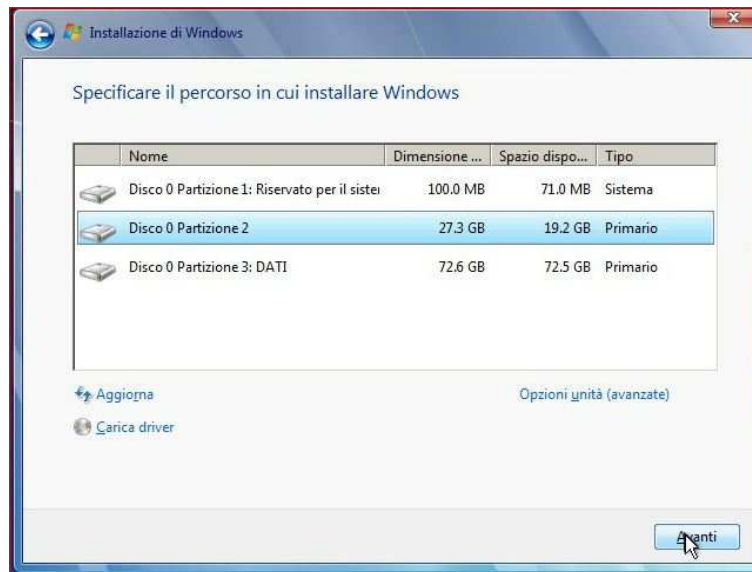 Installazione di Windows
Specificare il percorso in cui installare Windows
Nome Dimensione ... Spazio dispo... Tipo
Disco 0 Partizione 1: Riservato per il sister 100.0 MB 71.0 MB Sistema
Disco 0 Partizione 2 27.3 GB 19.2 GB Primario
Disco 0 Partizione 3: DATI 72.6 GB 72.5 GB Primario
Aggiorna Opzioni unità (avanzate)
Carica driver
Avanti